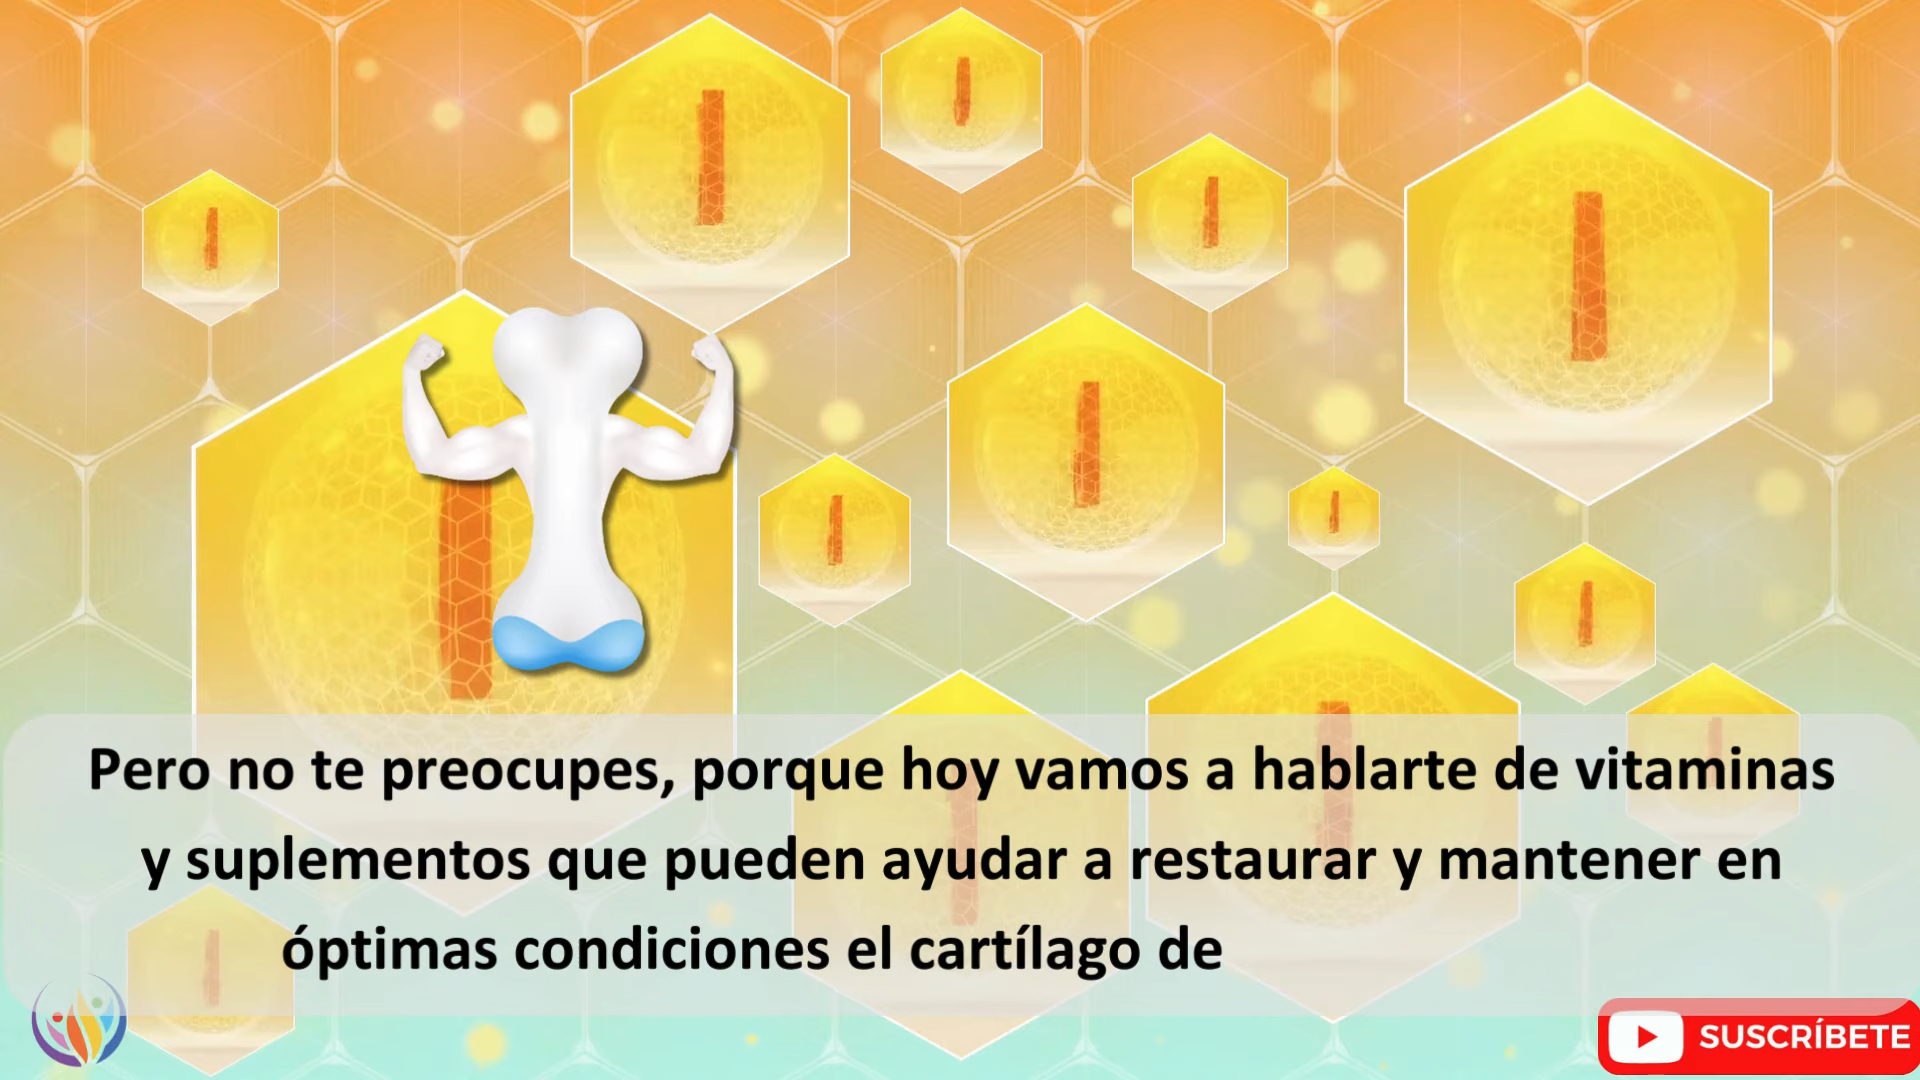 Pero no te preocupes, porque hoy vamos a hablarte de vitaminas
y suplementos que pueden ayudar a restaurar y mantener en
óptimas condiciones el cartílago de
SUSCRÍBETE